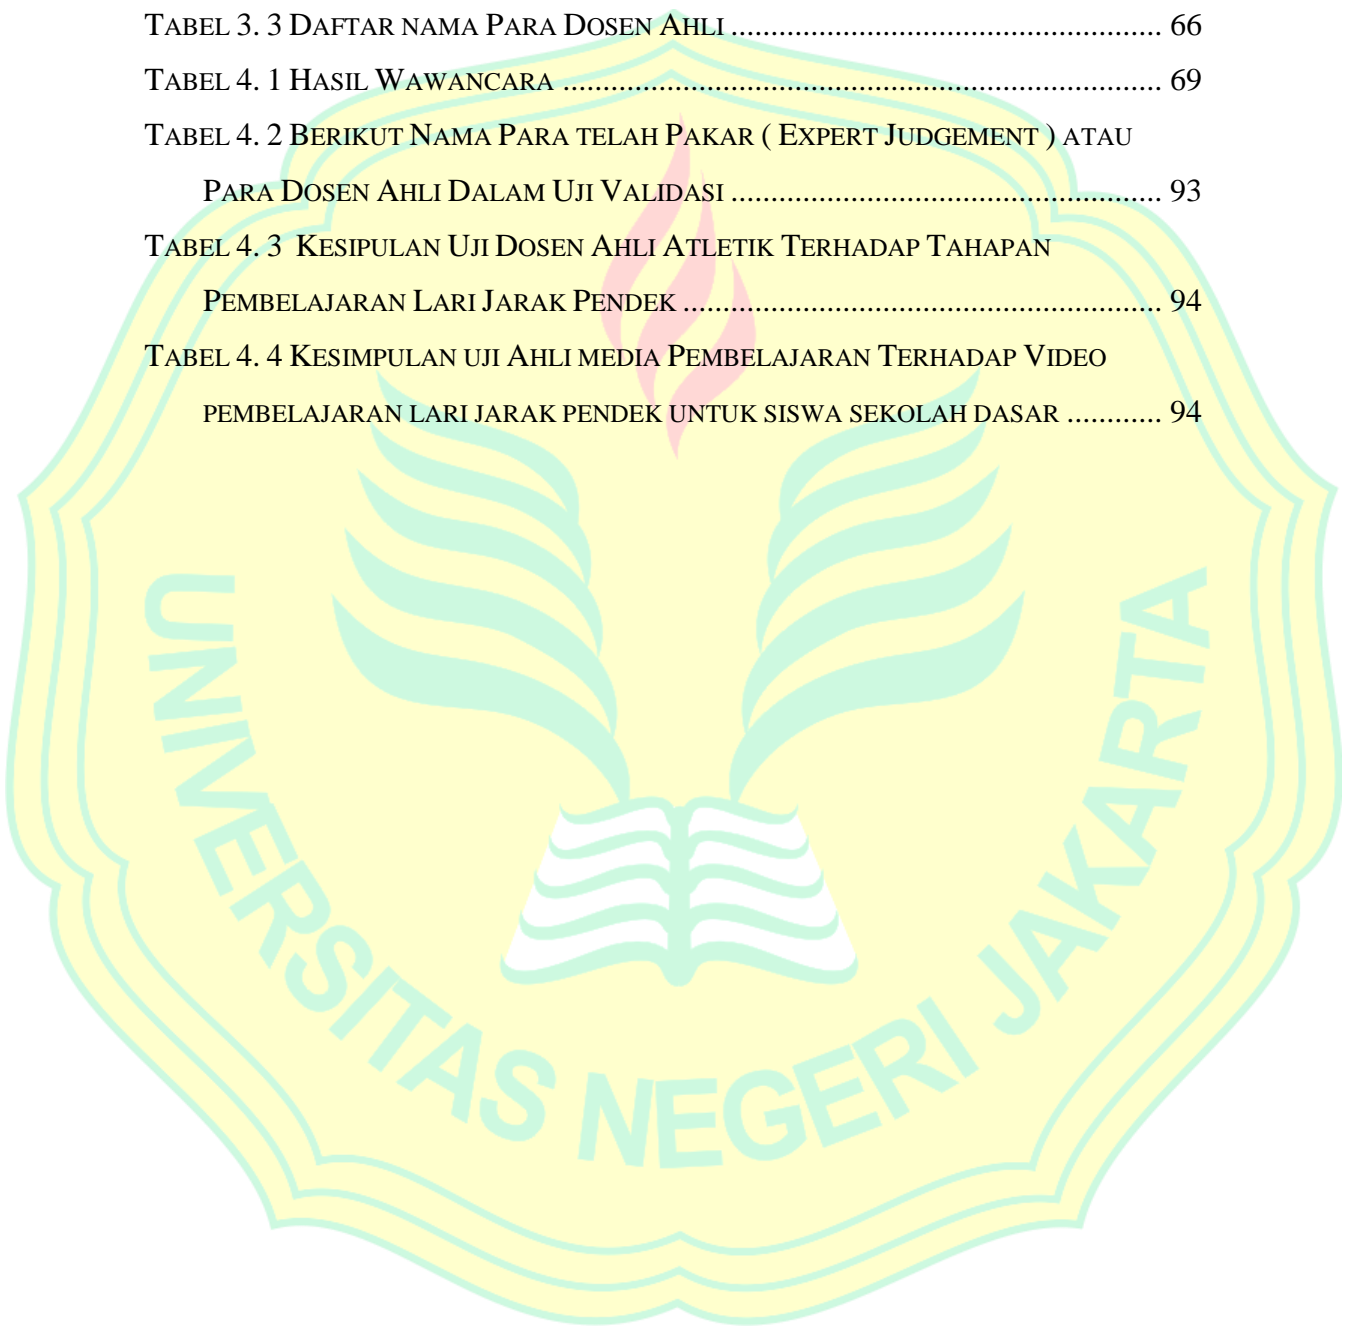 TABEL 3. 3 DAFTAR NAMA PARA DOSEN AHLI ..................................................... 66
TABEL 4. 1 HASIL WAWANCARA .......................................................................... 69
TABEL 4. 2 BERIKUT NAMA PARA TELAH PAKAR ( EXPERT JUDGEMENT ) ATAU
PARA DOSEN AHLI DALAM UJI VALIDASI ..................................................... 93
TABEL 4. 3 KESIPULAN UJI DOSEN AHLI ATLETIK TERHADAP TAHAPAN
PEMBELAJARAN LARI JARAK PENDEK ........................................................... 94
TABEL 4. 4 KESIMPULAN UJI AHLI MEDIA PEMBELAJARAN TERHADAP VIDEO
PEMBELAJARAN LARI JARAK PENDEK UNTUK SISWA SEKOLAH DASAR ............ 94
UNIVERSITAS NEGERI JAKARTA